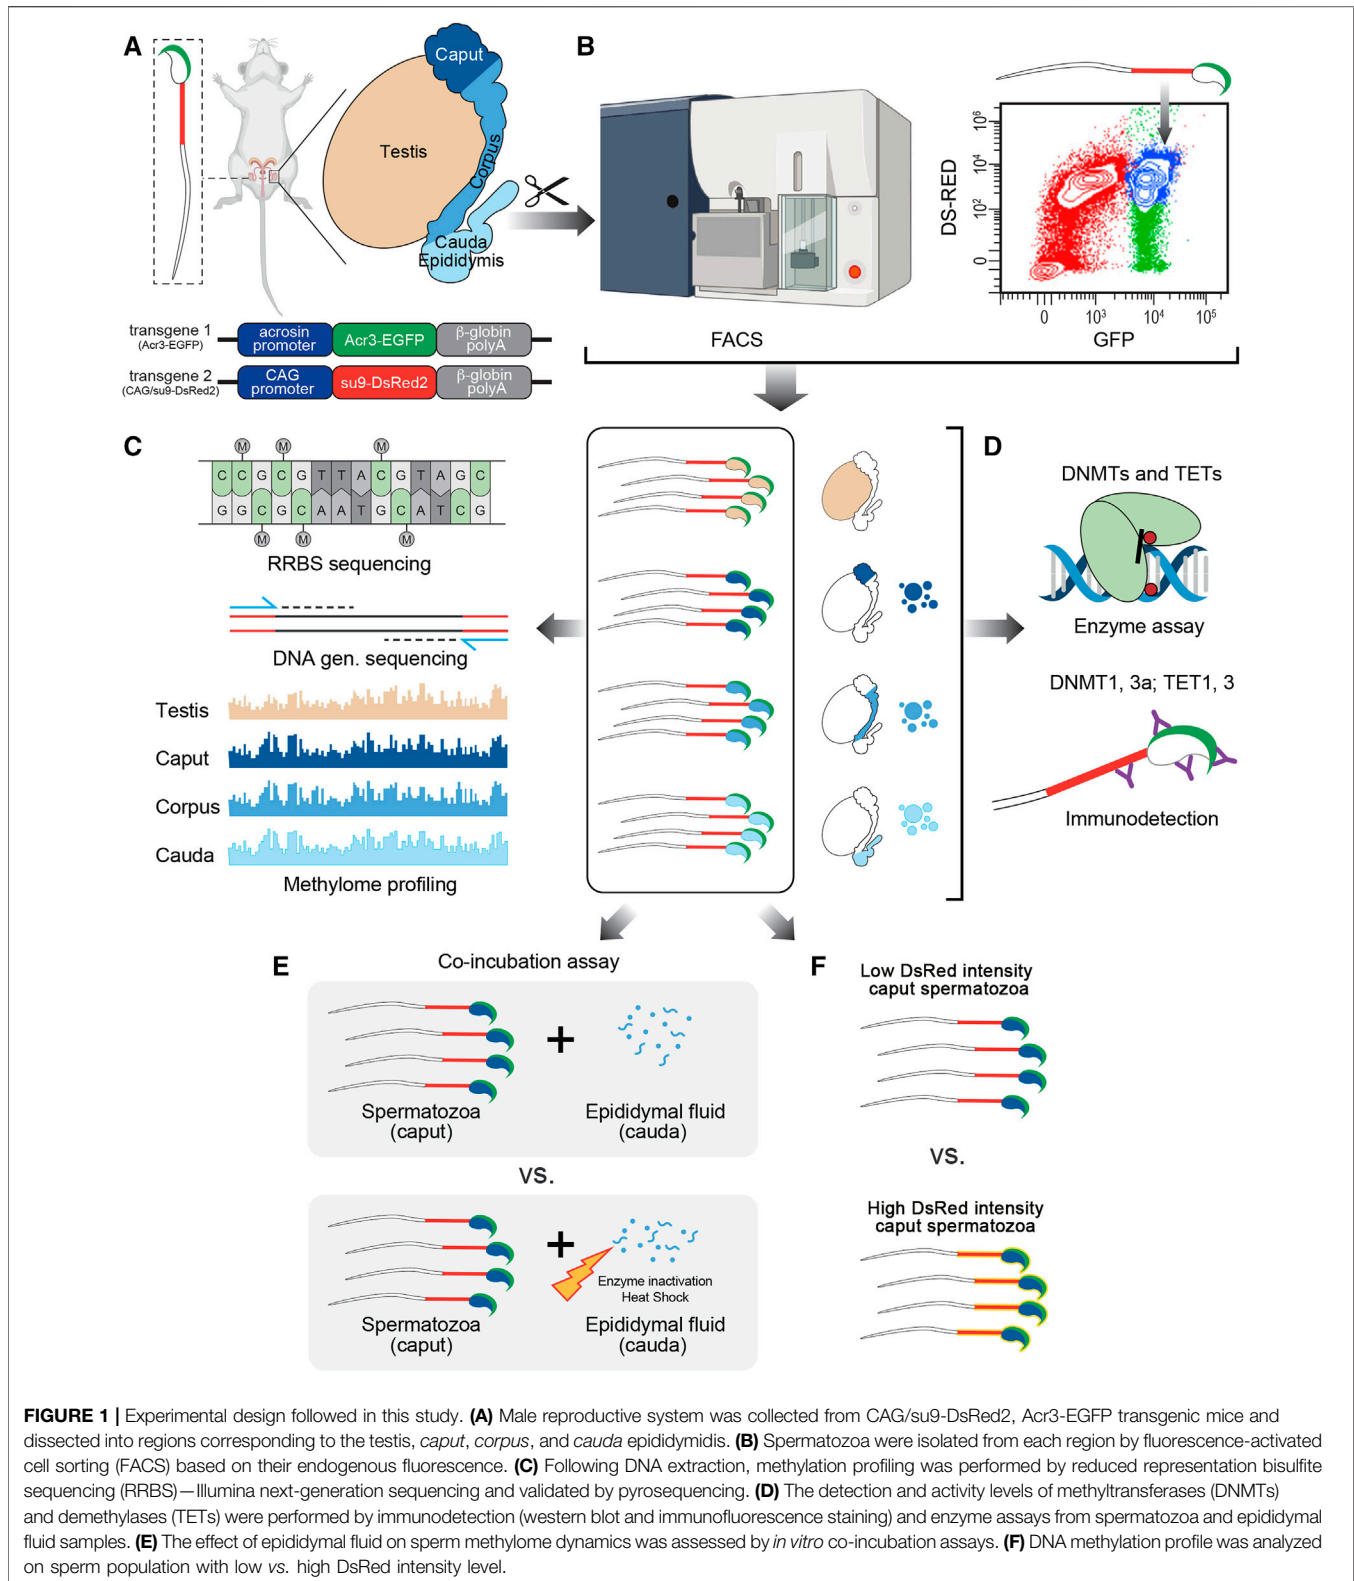 A
Caput
Testis
Corpus
Cauda
Epididymis
transgene 1
(Acr3-EGFP)
acrosin
promoter
Acr3-EGFP
β-globin
polyA
transgene 2
(CAG/su9-DsRed2)
CAG
promoter
su9-DsRed2
β-globin
polyA
B
DS-RED
10⁶
10⁴
10²
0
0 10³ 10⁴ 10⁵
FACS
GFP
C
M M M
C C G C G T T A C G T A G C
G G C G C A A T G C A T C G
M M M
RRBS sequencing
DNA gen. sequencing
Testis
Caput
Corpus
Cauda
Methylome profiling
D
DNMTs and TETs
Enzyme assay
DNMT1, 3a; TET1, 3
Immunodetection
E
Co-incubation assay
+
Spermatozoa
(caput)
Epididymal fluid
(cauda)
VS.
+
Enzyme inactivation
Heat Shock
Spermatozoa
(caput)
Epididymal fluid
(cauda)
F
Low DsRed intensity
caput spermatozoa
VS.
High DsRed intensity
caput spermatozoa
FIGURE 1 | Experimental design followed in this study. (A) Male reproductive system was collected from CAG/su9-DsRed2, Acr3-EGFP transgenic mice and
dissected into regions corresponding to the testis, caput, corpus, and cauda epididymidis. (B) Spermatozoa were isolated from each region by fluorescence-activated
cell sorting (FACS) based on their endogenous fluorescence. (C) Following DNA extraction, methylation profiling was performed by reduced representation bisulfite
sequencing (RRBS)—Illumina next-generation sequencing and validated by pyrosequencing. (D) The detection and activity levels of methyltransferases (DNMTs)
and demethylases (TETs) were performed by immunodetection (western blot and immunofluorescence staining) and enzyme assays from spermatozoa and epididymal
fluid samples. (E) The effect of epididymal fluid on sperm methylome dynamics was assessed by in vitro co-incubation assays. (F) DNA methylation profile was analyzed
on sperm population with low vs. high DsRed intensity level.